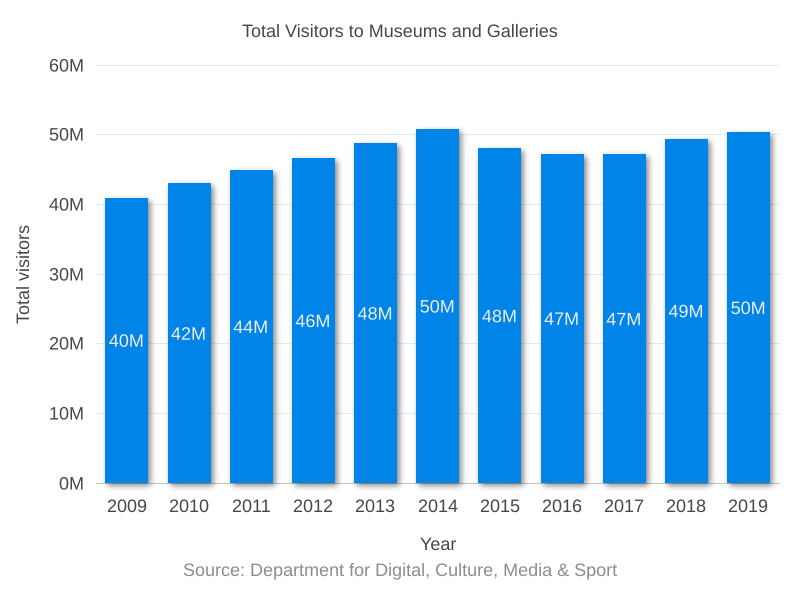 Total Visitors to Museums and Galleries
60M
50M
40M
30M
20M
10M
0M
Total visitors
40M 42M 44M 46M 48M 50M 48M 47M 47M 49M 50M
2009 2010 2011 2012 2013 2014 2015 2016 2017 2018 2019
Year
Source: Department for Digital, Culture, Media & Sport